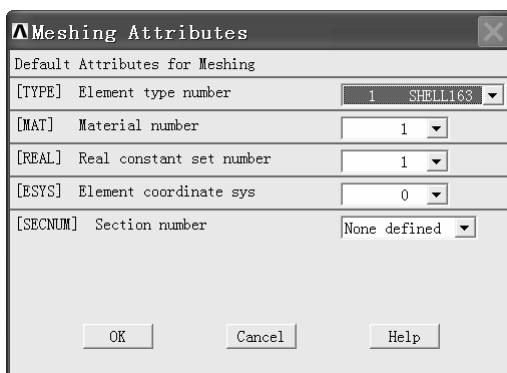 Meshing Attributes
Default Attributes for Meshing
[TYPE] Element type number 1 SHELL163
[MAT] Material number 1
[REAL] Real constant set number 1
[ESYS] Element coordinate sys 0
[SECNUM] Section number None defined
OK Cancel Help